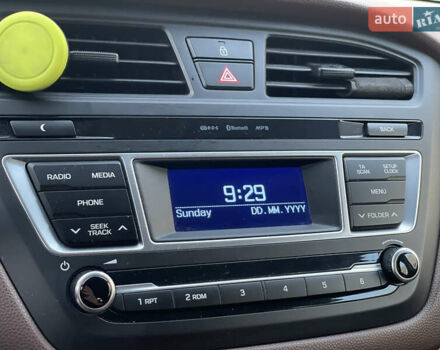 auto RIA
Bluetooth MP3
BACK
RADIO MEDIA
TA SCAN
SETUP CLOCK
9:29
MENU
PHONE
Sunday DD.MM.YYYY
FOLDER
SEEK TRACK
1 RPT 2 RDM 3 4 5 6